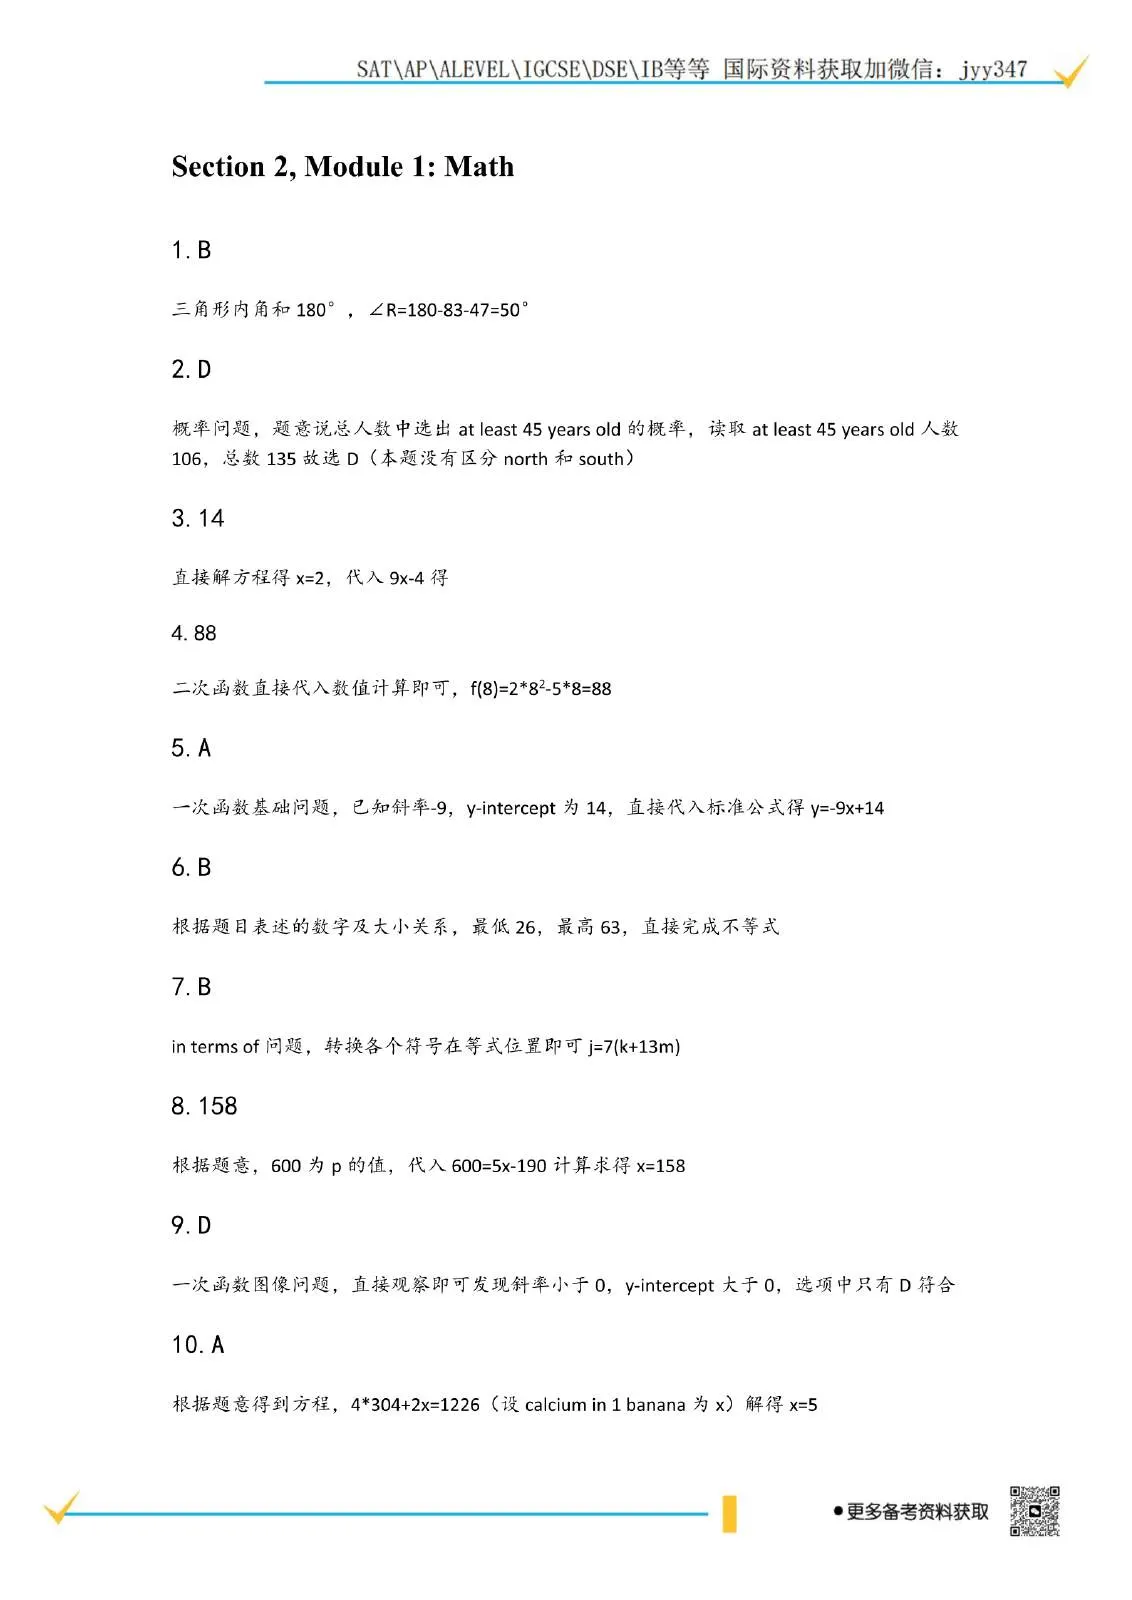 SAT\AP\ALEVEL\IGCSE\DSE\IB等等 国际资料获取加微信：jyy347
Section 2, Module 1: Math
1. B
三角形内角和 180°，∠R=180-83-47=50°
2. D
概率问题，题意说总人数中选出 at least 45 years old 的概率，读取 at least 45 years old 人数
106，总数 135 故选 D（本题没有区分 north 和 south）
3. 14
直接解方程得 x=2，代入 9x-4 得
4. 88
二次函数直接代入数值计算即可，f(8)=2*8²-5*8=88
5. A
一次函数基础问题，已知斜率-9，y-intercept 为 14，直接代入标准公式得 y=-9x+14
6. B
根据题目表述的数字及大小关系，最低 26，最高 63，直接完成不等式
7. B
in terms of 问题，转换各个符号在等式位置即可 j=7(k+13m)
8. 158
根据题意，600 为 p 的值，代入 600=5x-190 计算求得 x=158
9. D
一次函数图像问题，直接观察即可发现斜率小于 0，y-intercept 大于 0，选项中只有 D 符合
10. A
根据题意得到方程，4*304+2x=1226（设 calcium in 1 banana 为 x）解得 x=5
●更多备考资料获取